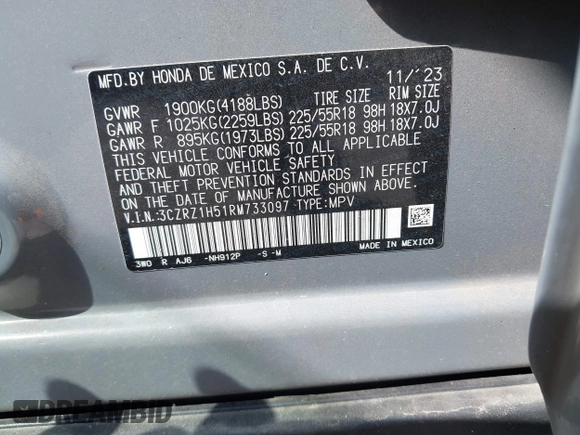 MFD.BY HONDA DE MEXICO S.A. DE C.V. 11/'23
GVWR 1900KG(4188LBS) TIRE SIZE RIM SIZE
GAWR F 1025KG(2259LBS) 225/55R18 98H 18X7.0J
GAWR R 895KG(1973LBS) 225/55R18 98H 18X7.0J
THIS VEHICLE CONFORMS TO ALL APPLICABLE
FEDERAL MOTOR VEHICLE SAFETY
AND THEFT PREVENTION STANDARDS IN EFFECT
ON THE DATE OF MANUFACTURE SHOWN ABOVE.
V.I.N.:3CZRZ1H51RM733097 TYPE:MPV
3W0 R AJ6 -NH912P -S -M MADE IN MEXICO
DREAMBID